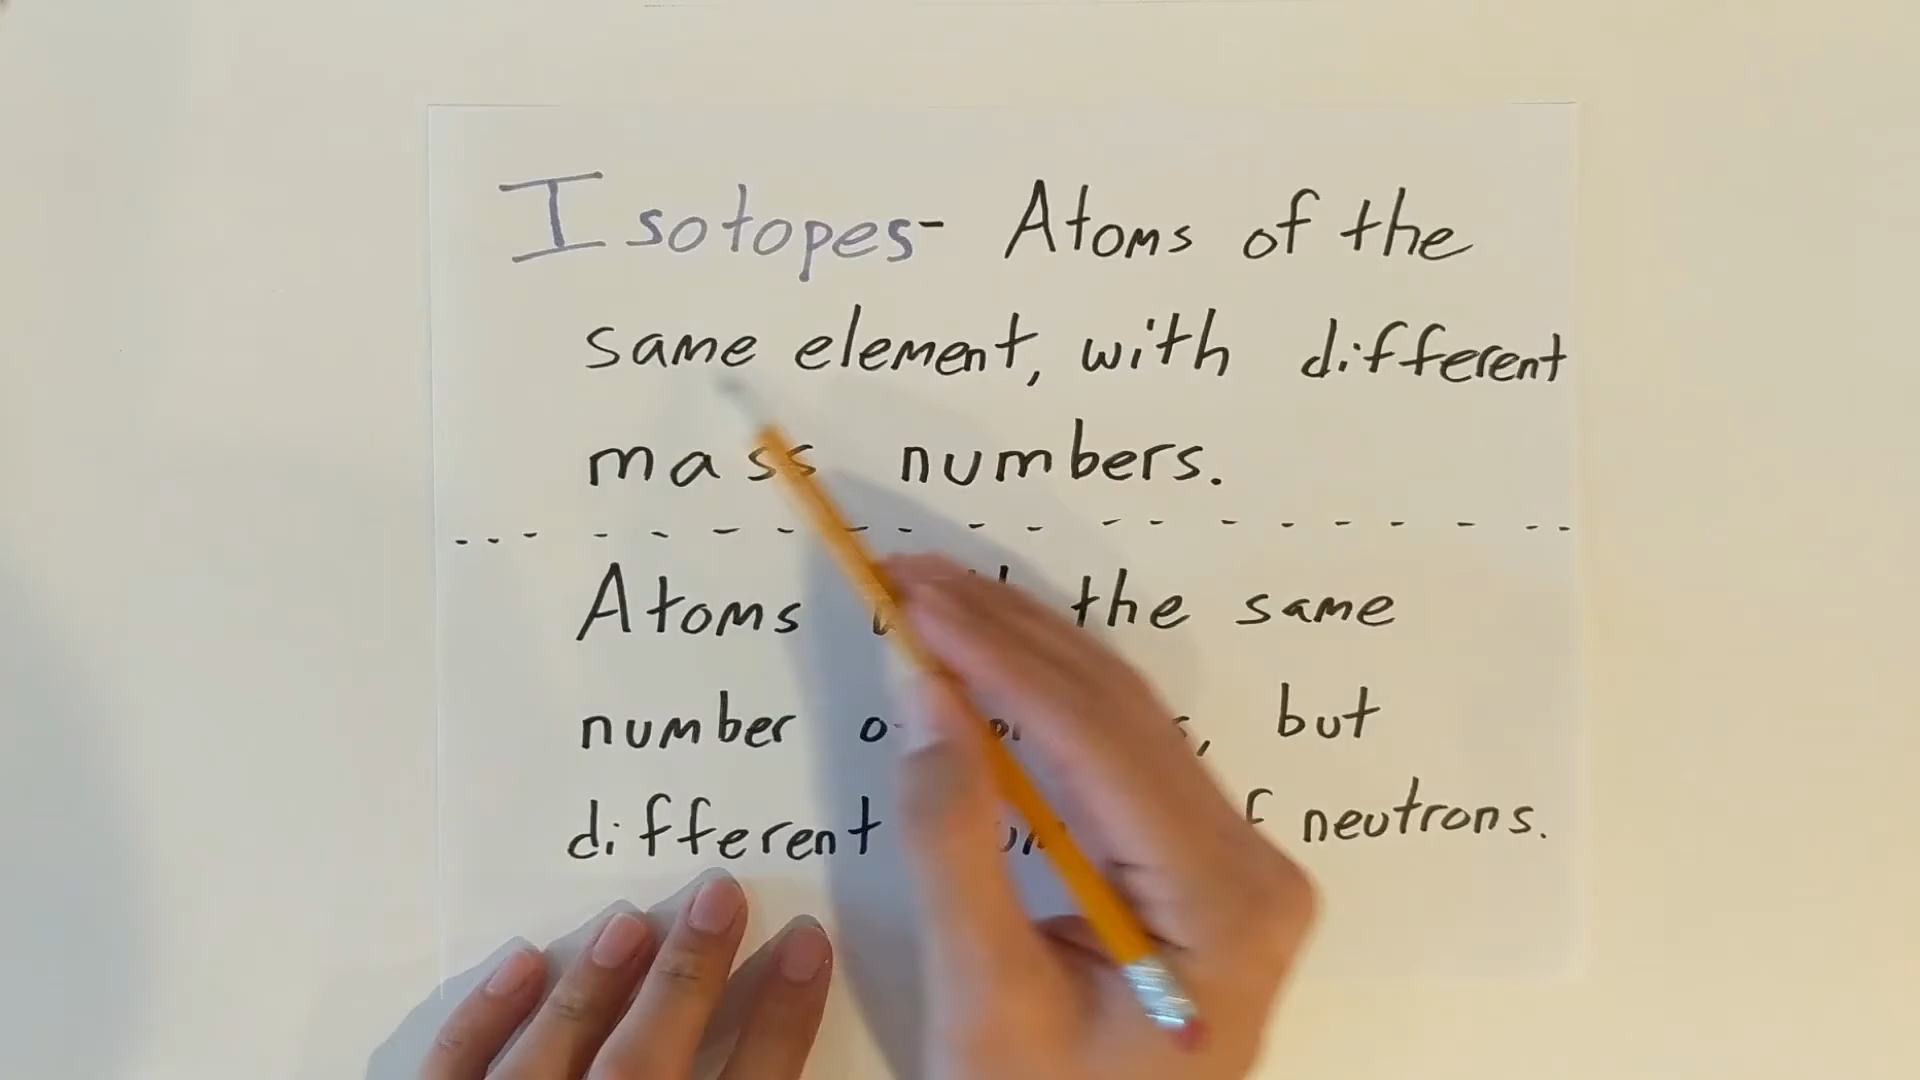 Isotopes- Atoms of the
same element, with different
mass numbers.
Atoms the same
number but
different neutrons.